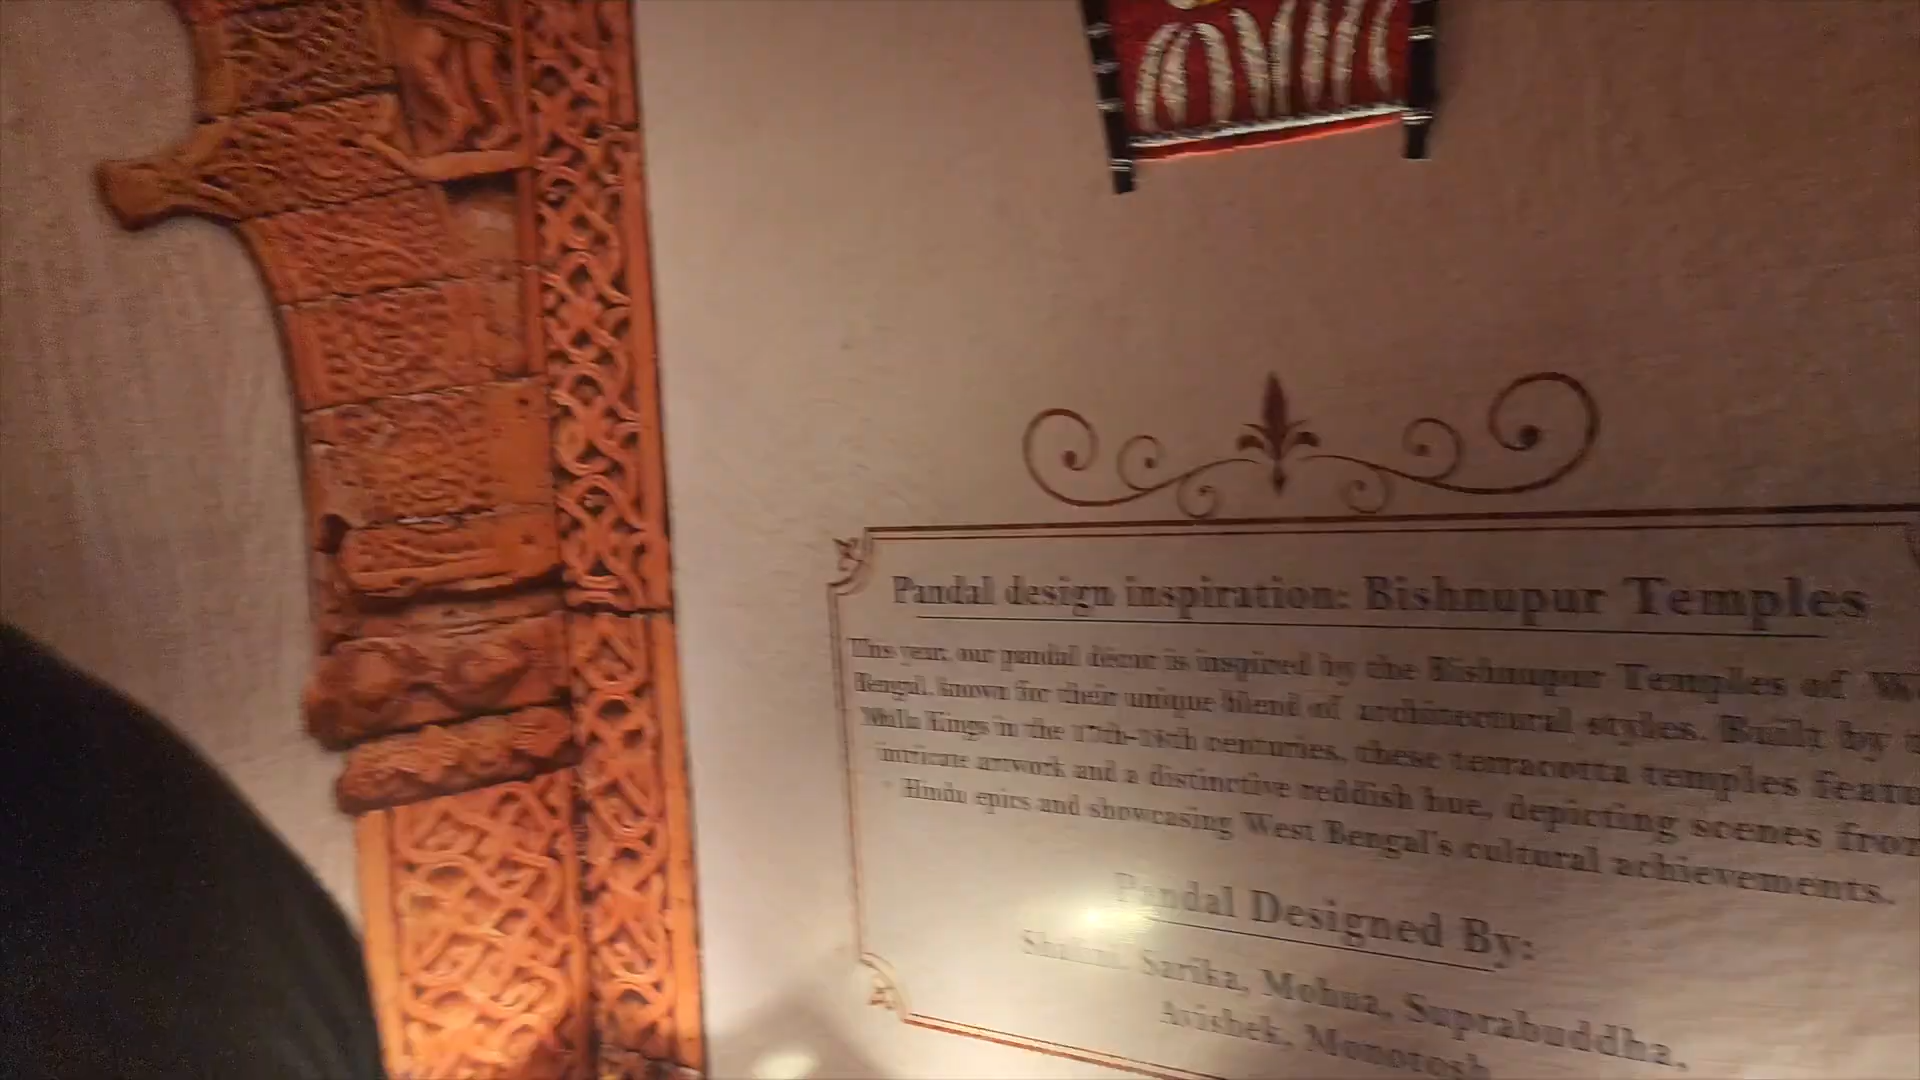 Pandal design inspiration: Bishnupur Temples
This year, our pandal décor is inspired by the Bishnupur Temples of
Bengal, known for their unique blend of architectural styles. Built by
Malla Kings in the 17th-18th centuries, these terracotta temples
intricate artwork and a distinctive reddish hue, depicting scenes
Hindu epics and showcasing West Bengal's cultural achievements.
Pandal Designed By:
Shalini, Sarika, Mohua, Suprabuddha,
Avishek, Monotosh